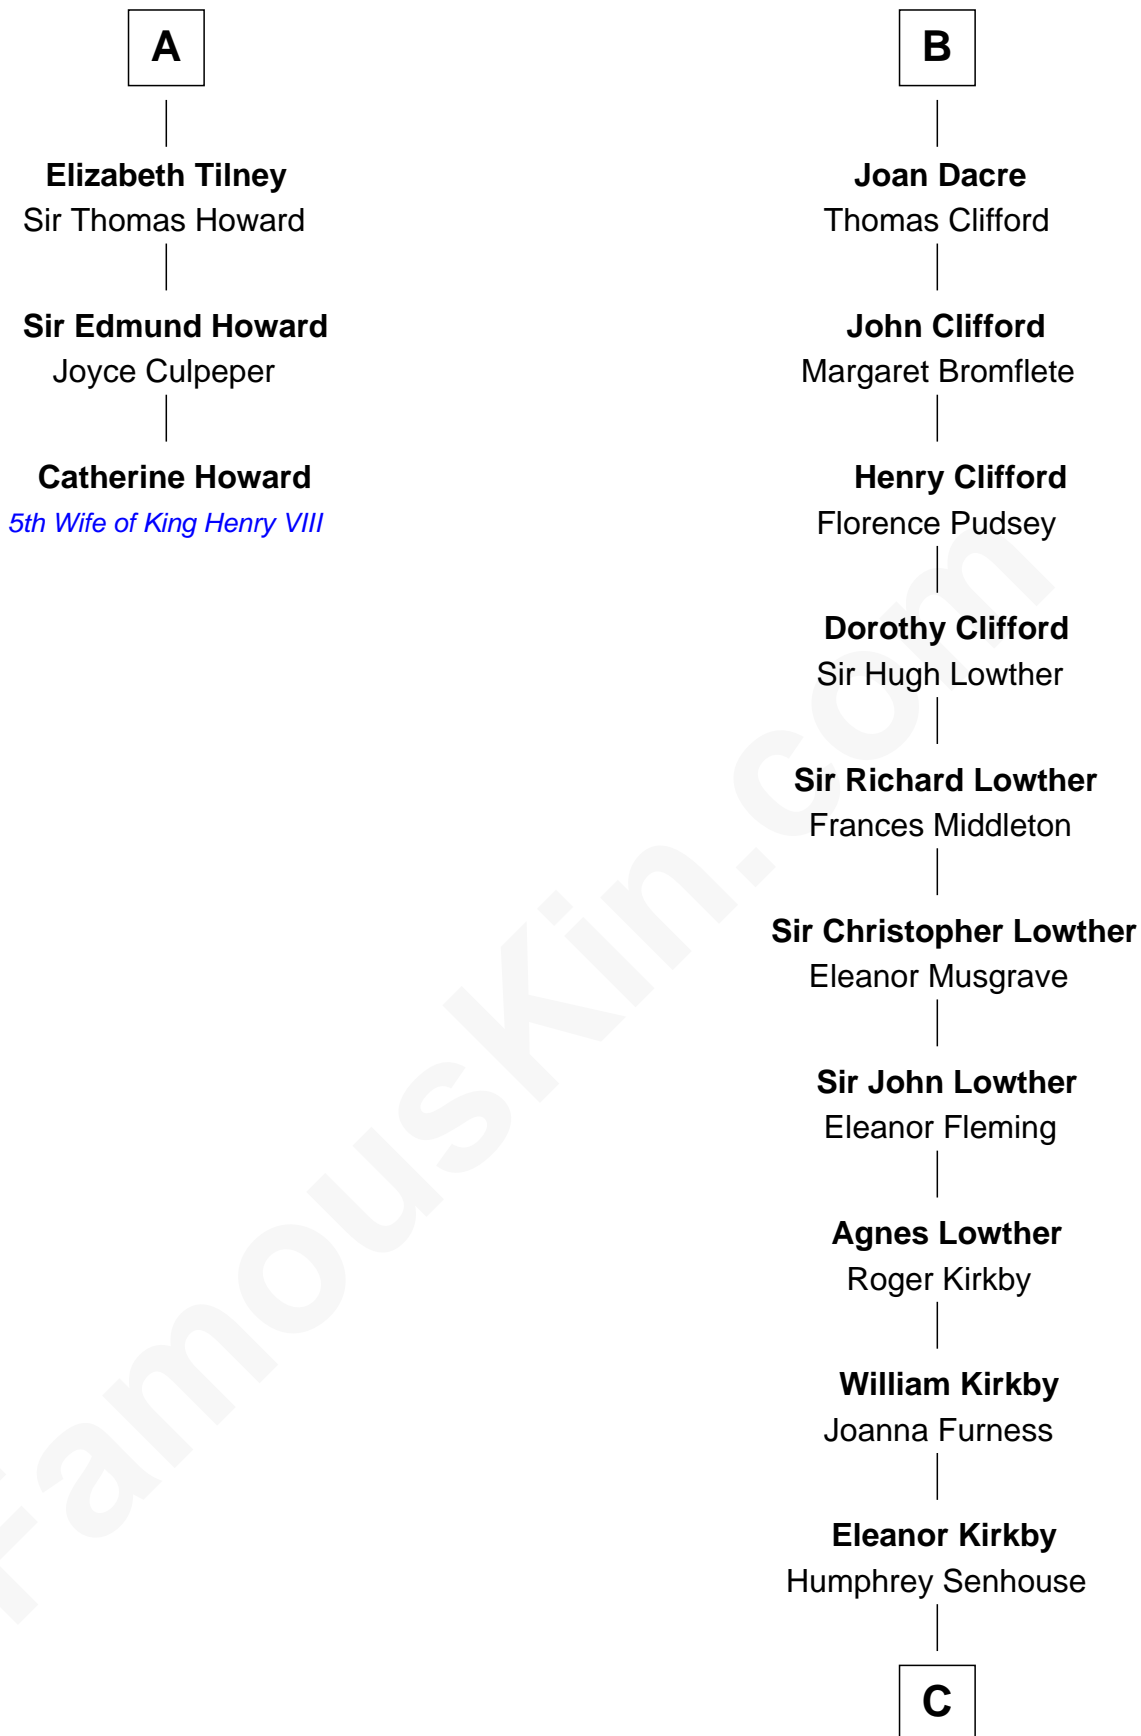 A
Elizabeth Tilney
Sir Thomas Howard
Sir Edmund Howard
Joyce Culpeper
Catherine Howard
5th Wife of King Henry VIII
B
Joan Dacre
Thomas Clifford
John Clifford
Margaret Bromflete
Henry Clifford
Florence Pudsey
Dorothy Clifford
Sir Hugh Lowther
Sir Richard Lowther
Frances Middleton
Sir Christopher Lowther
Eleanor Musgrave
Sir John Lowther
Eleanor Fleming
Agnes Lowther
Roger Kirkby
William Kirkby
Joanna Furness
Eleanor Kirkby
Humphrey Senhouse
C
FamousKin.com